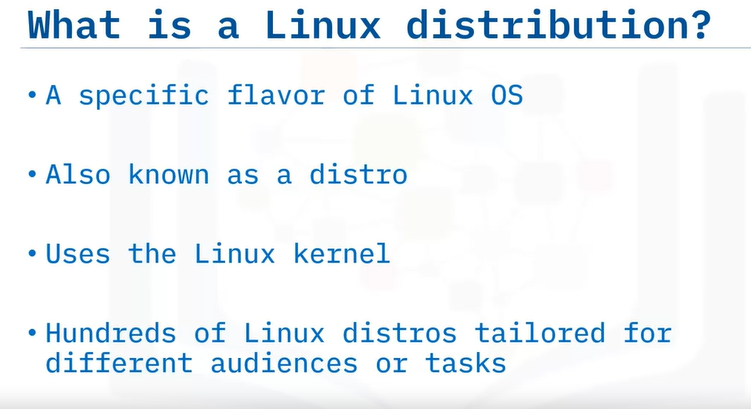 What is a Linux distribution?
• A specific flavor of Linux OS
• Also known as a distro
• Uses the Linux kernel
• Hundreds of Linux distros tailored for
different audiences or tasks